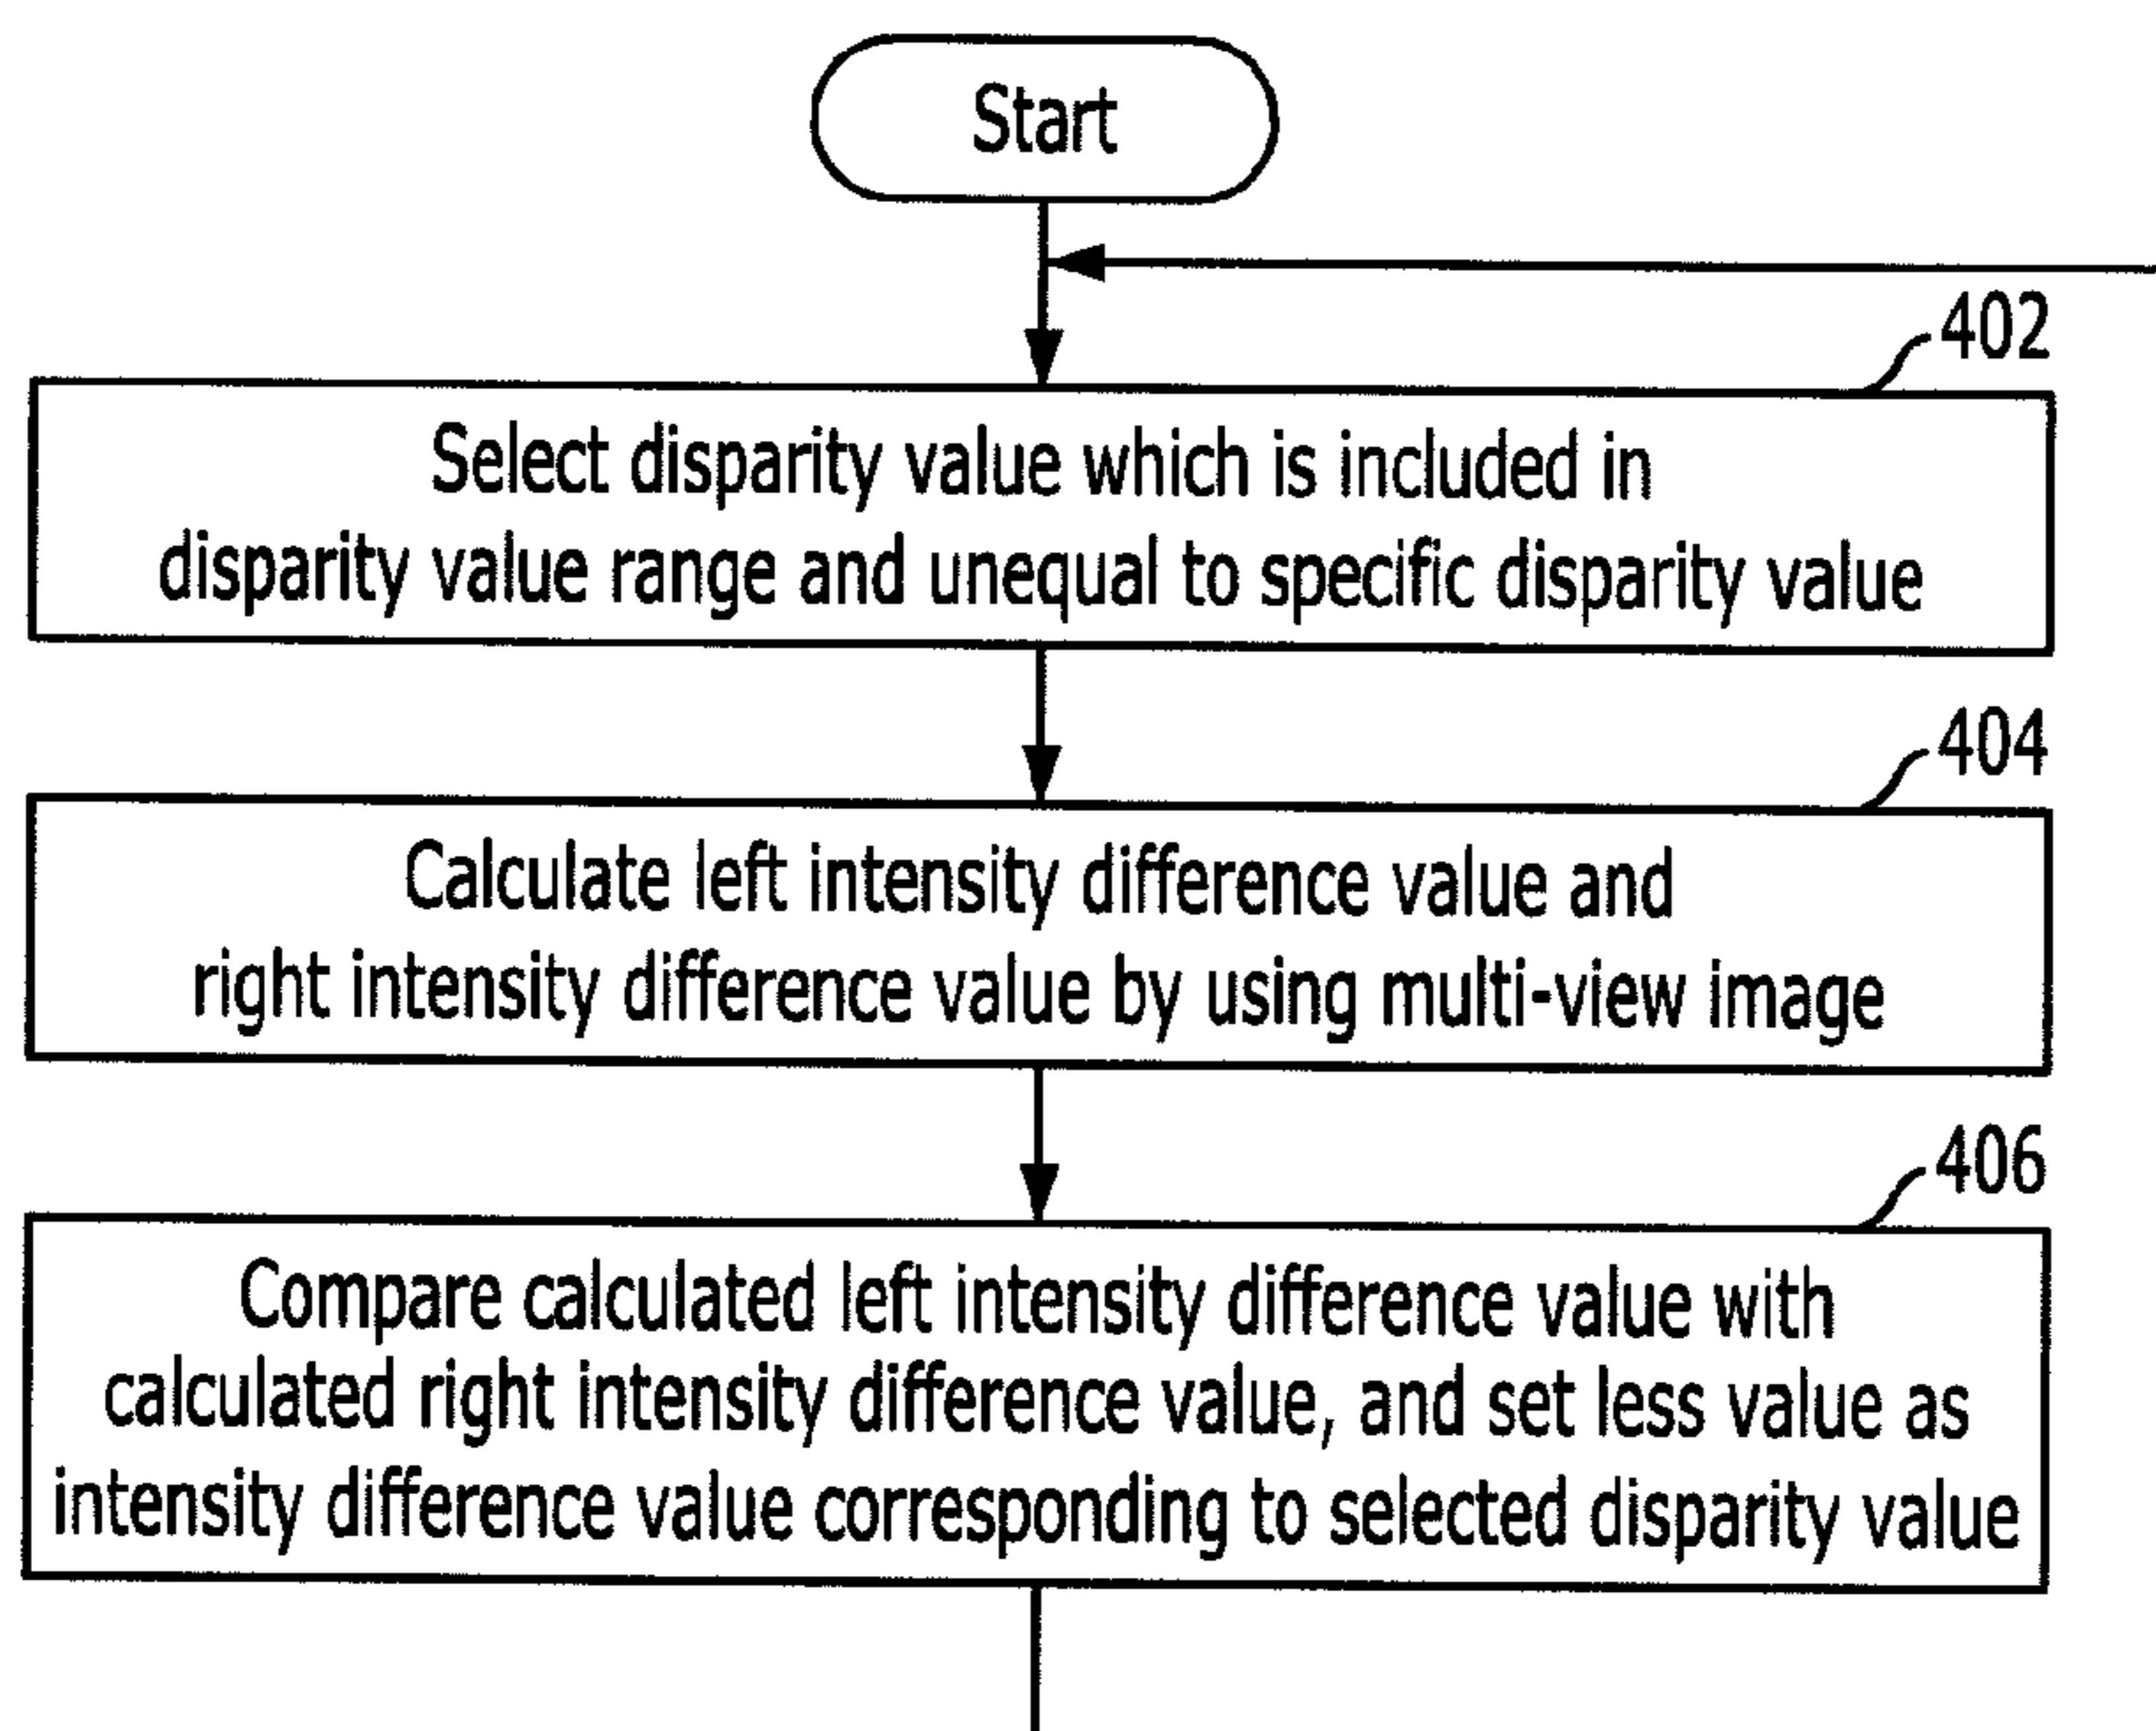 Start
402
Select disparity value which is included in
disparity value range and unequal to specific disparity value
404
Calculate left intensity difference value and
right intensity difference value by using multi-view image
406
Compare calculated left intensity difference value with
calculated right intensity difference value, and set less value as
intensity difference value corresponding to selected disparity value